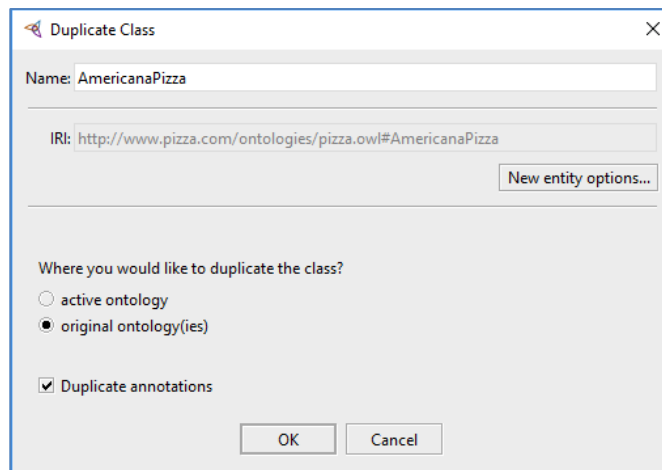 Duplicate Class
Name: AmericanaPizza
IRI: http://www.pizza.com/ontologies/pizza.owl#AmericanaPizza
New entity options...
Where you would like to duplicate the class?
active ontology
original ontology(ies)
Duplicate annotations
OK Cancel